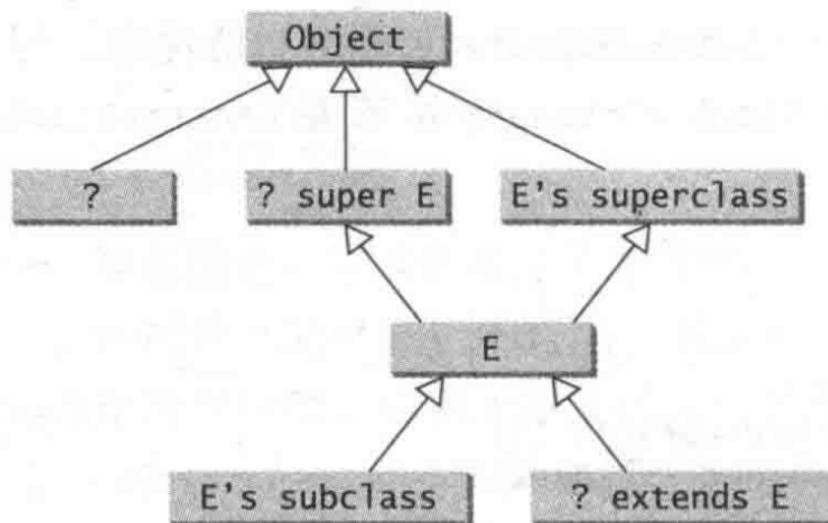 Object
?
? super E
E's superclass
E
E's subclass
? extends E